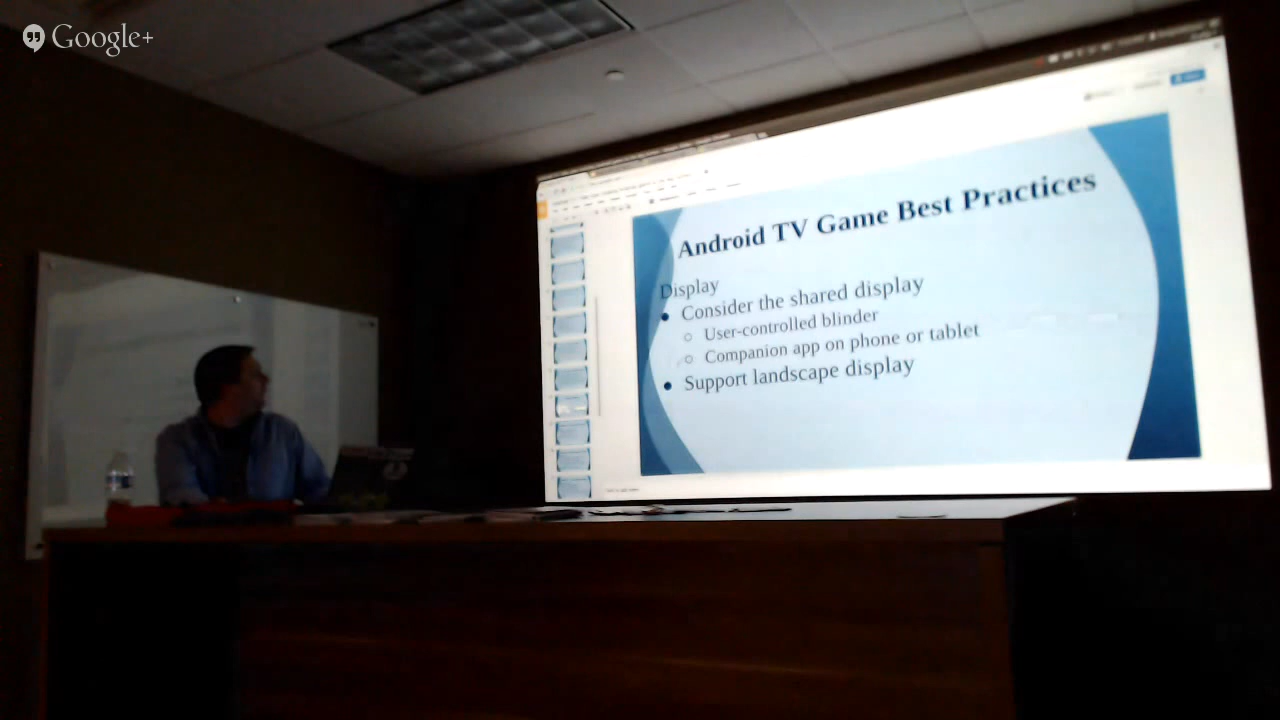 Google+
Android TV Game Best Practices
Display
Consider the shared display
User-controlled blinder
Companion app on phone or tablet
Support landscape display